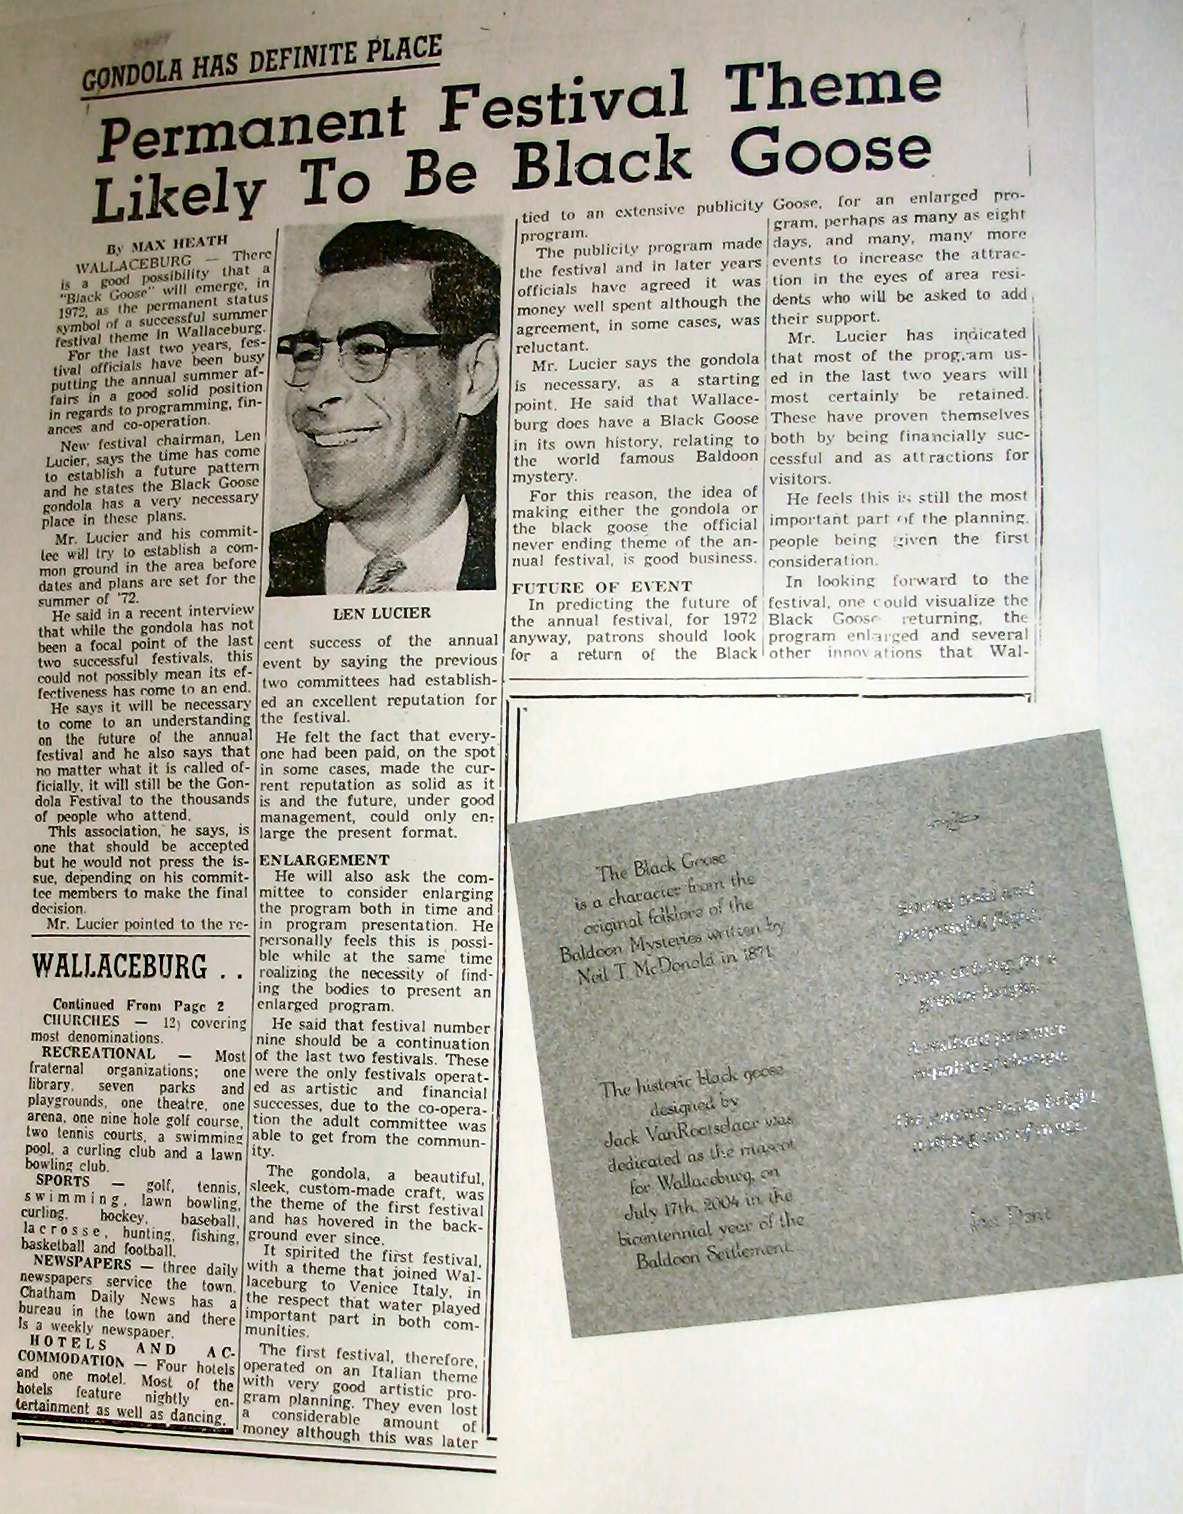 GONDOLA HAS DEFINITE PLACE
Permanent Festival Theme
Likely To Be Black Goose
By MAX HEATH
WALLACEBURG — There
is a good possibility that a
"Black Goose" will emerge, in
1972, as the permanent status
symbol of a successful summer
festival theme in Wallaceburg.
For the last two years, fes-
tival officials have been busy
putting the annual summer af-
fairs in a good solid position
in regards to programming, fin-
ances and co-operation.
New festival chairman, Len
Lucier, says the time has come
to establish a future pattern
and he states the Black Goose
gondola has a very necessary
place in these plans.
Mr. Lucier and his commit-
tee will try to establish a com-
mon ground in the area before
dates and plans are set for the
summer of '72.
He said in a recent interview
that while the gondola has not
been a focal point of the last
two successful festivals, this
could not possibly mean its ef-
fectiveness has come to an end.
He says it will be necessary
to come to an understanding
on the future of the annual
festival and he also says that
no matter what it is called of-
ficially, it will still be the Gon-
dola Festival to the thousands
of people who attend.
This association, he says, is
one that should be accepted
but he would not press the is-
sue, depending on his commit-
tee members to make the final
decision.
Mr. Lucier pointed to the re-
LEN LUCIER
cent success of the annual
event by saying the previous
two committees had establish-
ed an excellent reputation for
the festival.
He felt the fact that every-
one had been paid, on the spot
in some cases, made the cur-
rent reputation as solid as it
is and the future, under good
management, could only en-
large the present format.
ENLARGEMENT
He will also ask the com-
mittee to consider enlarging
the program both in time and
in program presentation. He
personally feels this is possi-
ble while at the same time
roalizing the necessity of find-
ing the bodies to present an
enlarged program.
He said that festival number
nine should be a continuation
of the last two festivals. These
were the only festivals operat-
ed as artistic and financial
successes, due to the co-opera-
tion the adult committee was
able to get from the commun-
ity.
The gondola, a beautiful,
sleek, custom-made craft, was
the theme of the first festival
and has hovered in the back-
ground ever since.
It spirited the first festival,
with a theme that joined Wal-
laceburg to Venice Italy, in
the respect that water played
important part in both com-
munities.
The first festival, therefore,
operated on an Italian theme
with very good artistic pro-
gram planning. They even lost
a considerable amount of
money although this was later
tied to an extensive publicity
program.
The publicity program made
the festival and in later years
officials have agreed it was
money well spent although the
agreement, in some cases, was
reluctant.
Mr. Lucier says the gondola
is necessary, as a starting
point. He said that Wallace-
burg does have a Black Goose
in its own history, relating to
the world famous Baldoon
mystery.
For this reason, the idea of
making either the gondola or
the black goose the official
never ending theme of the an-
nual festival, is good business.
FUTURE OF EVENT
In predicting the future of
the annual festival, for 1972
anyway, patrons should look
for a return of the Black
Goose, for an enlarged pro-
gram, perhaps as many as eight
days, and many, many more
events to increase the attrac-
tion in the eyes of area resi-
dents who will be asked to add
their support.
Mr. Lucier has indicated
that most of the program us-
ed in the last two years will
most certainly be retained.
These have proven themselves
both by being financially suc-
cessful and as attractions for
visitors.
He feels this is still the most
important part of the planning,
people being given the first
consideration.
In looking forward to the
festival, one could visualize the
Black Goose returning, the
program enlarged and several
other innovations that Wal-
WALLACEBURG . .
Continued From Page 2
CHURCHES — 12) covering
most denominations.
RECREATIONAL — Most
fraternal organizations; one
library, seven parks and
playgrounds, one theatre, one
arena, one nine hole golf course,
two tennis courts, a swimming
pool, a curling club and a lawn
bowling club.
SPORTS — golf, tennis,
swimming, lawn bowling,
curling, hockey, baseball,
lacrosse, hunting, fishing,
basketball and football.
NEWSPAPERS — three daily
newspapers service the town.
Chatham Daily News has a
bureau in the town and there
is a weekly newspaper.
HOTELS AND AC-
COMMODATION — Four hotels
and one motel. Most of the
hotels feature nightly en-
tertainment as well as dancing.
The Black Goose
is a character from the
original folklore of the
Baldoon Mysteries written by
Neil T. McDonald in 1871
The historic black goose
designed by
Jack VanRootselaer was
dedicated as the mascot
for Wallaceburg, on
July 17th, 2004 in the
bicentennial year of the
Baldoon Settlement.
Strong bold and
purposeful flight.